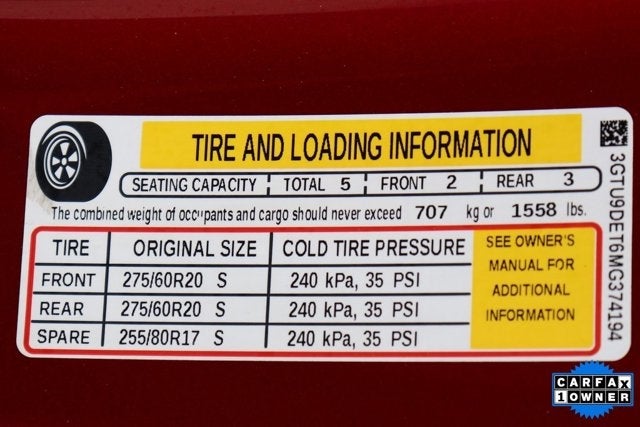 TIRE AND LOADING INFORMATION
SEATING CAPACITY TOTAL 5 FRONT 2 REAR 3
The combined weight of occupants and cargo should never exceed 707 kg or 1558 lbs.
TIRE ORIGINAL SIZE COLD TIRE PRESSURE
FRONT 275/60R20 S 240 kPa, 35 PSI
REAR 275/60R20 S 240 kPa, 35 PSI
SPARE 255/80R17 S 240 kPa, 35 PSI
SEE OWNER'S
MANUAL FOR
ADDITIONAL
INFORMATION
3GTU9DET6MG374194
CARFAX
1 OWNER